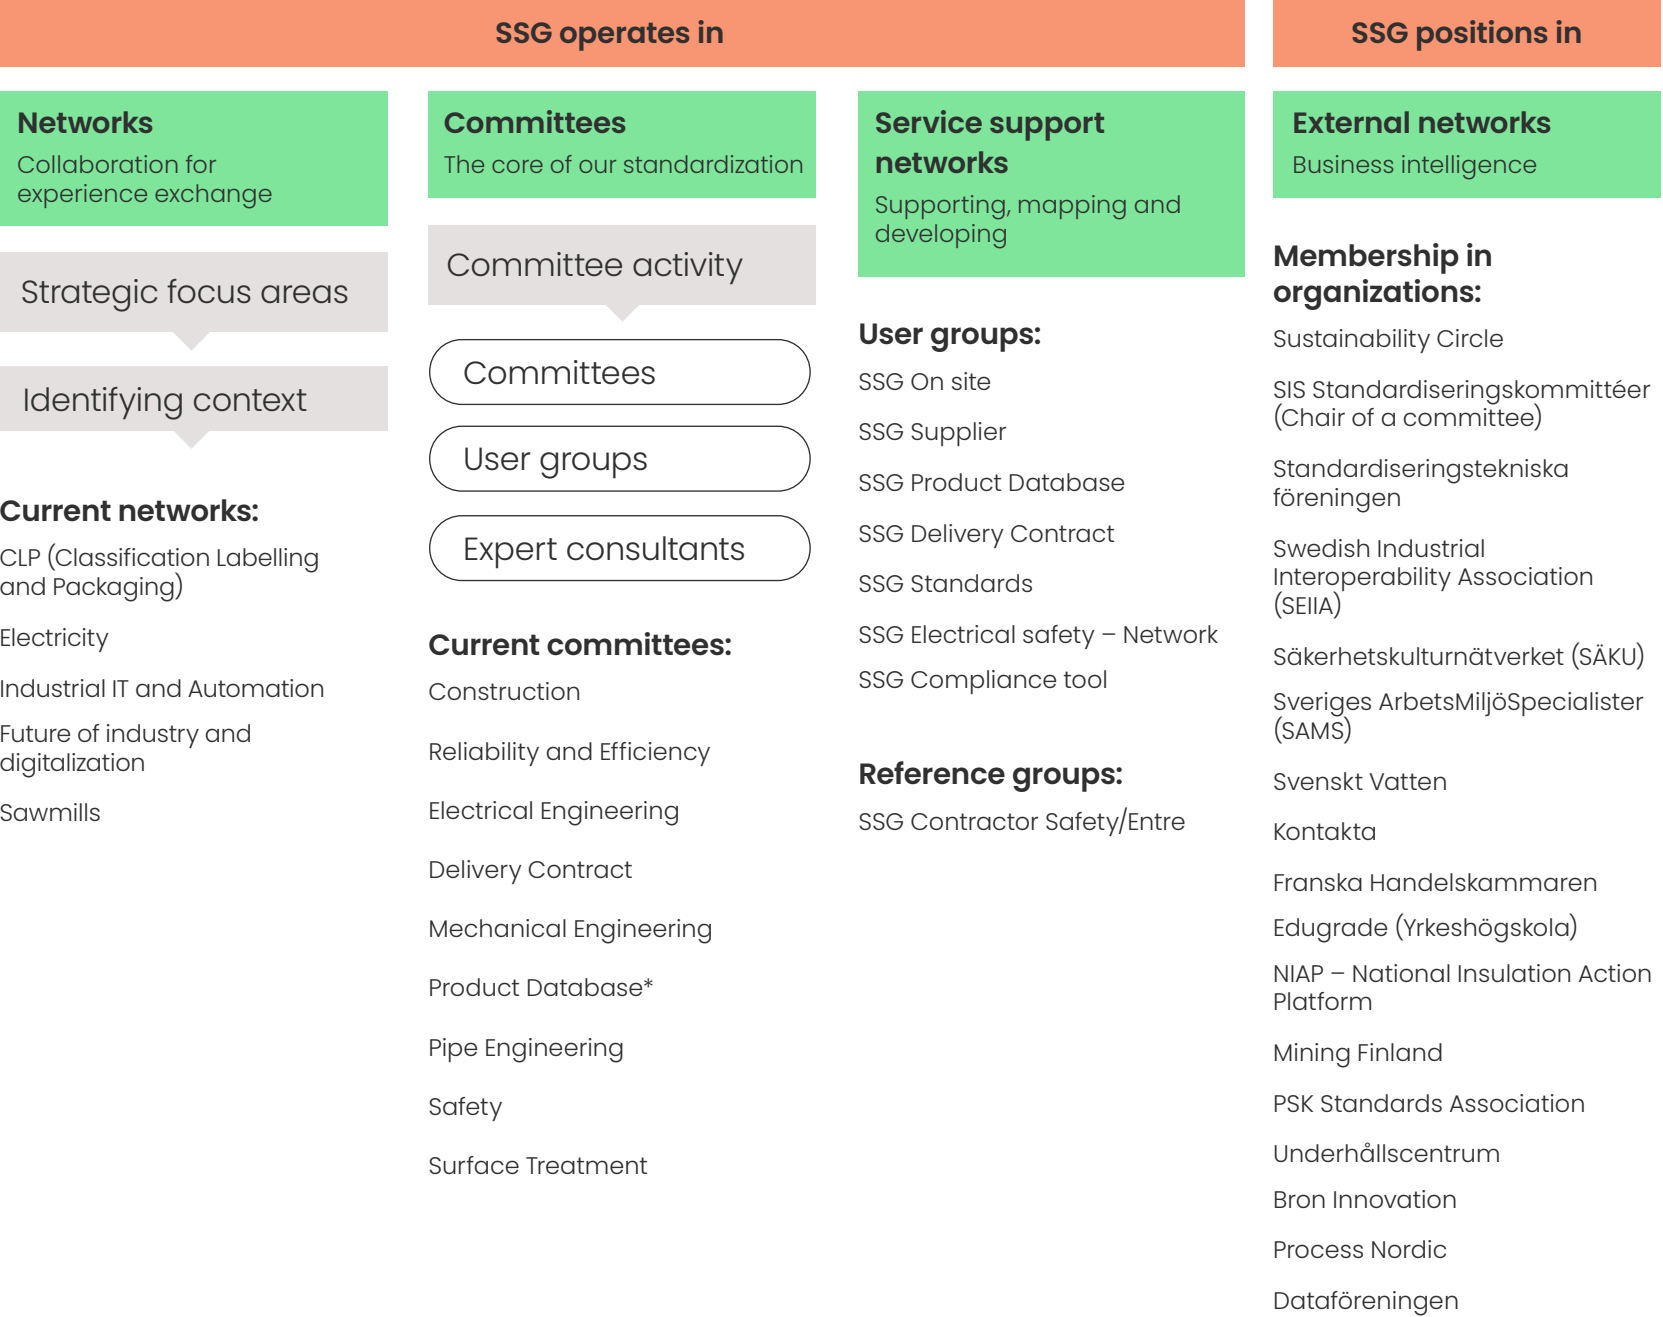 SSG operates in
SSG positions in
Networks
Collaboration for
experience exchange
Strategic focus areas
Identifying context
Current networks:
CLP (Classification Labelling
and Packaging)
Electricity
Industrial IT and Automation
Future of industry and
digitalization
Sawmills
Committees
The core of our standardization
Committee activity
Committees
User groups
Expert consultants
Current committees:
Construction
Reliability and Efficiency
Electrical Engineering
Delivery Contract
Mechanical Engineering
Product Database*
Pipe Engineering
Safety
Surface Treatment
Service support
networks
Supporting, mapping and
developing
User groups:
SSG On site
SSG Supplier
SSG Product Database
SSG Delivery Contract
SSG Standards
SSG Electrical safety – Network
SSG Compliance tool
Reference groups:
SSG Contractor Safety/Entre
External networks
Business intelligence
Membership in
organizations:
Sustainability Circle
SIS Standardiseringskommittéer
(Chair of a committee)
Standardiseringstekniska
föreningen
Swedish Industrial
Interoperability Association
(SEIIA)
Säkerhetskulturnätverket (SÄKU)
Sveriges ArbetsMiljöSpecialister
(SAMS)
Svenskt Vatten
Kontakta
Franska Handelskammaren
Edugrade (Yrkeshögskola)
NIAP – National Insulation Action
Platform
Mining Finland
PSK Standards Association
Underhållscentrum
Bron Innovation
Process Nordic
Dataföreningen